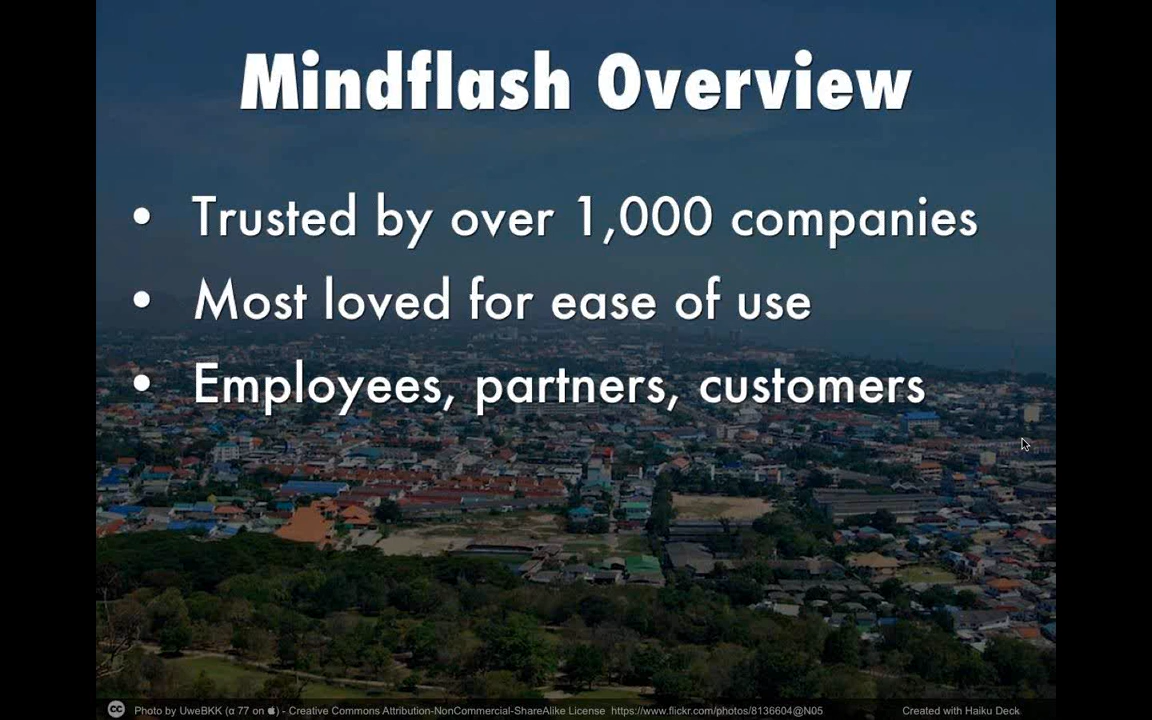 Mindflash Overview
• Trusted by over 1,000 companies
• Most loved for ease of use
• Employees, partners, customers
cc Photo by UweBKK (α 77 on ) - Creative Commons Attribution-NonCommercial-ShareAlike License https://www.flickr.com/photos/8136604@N05 Created with Haiku Deck